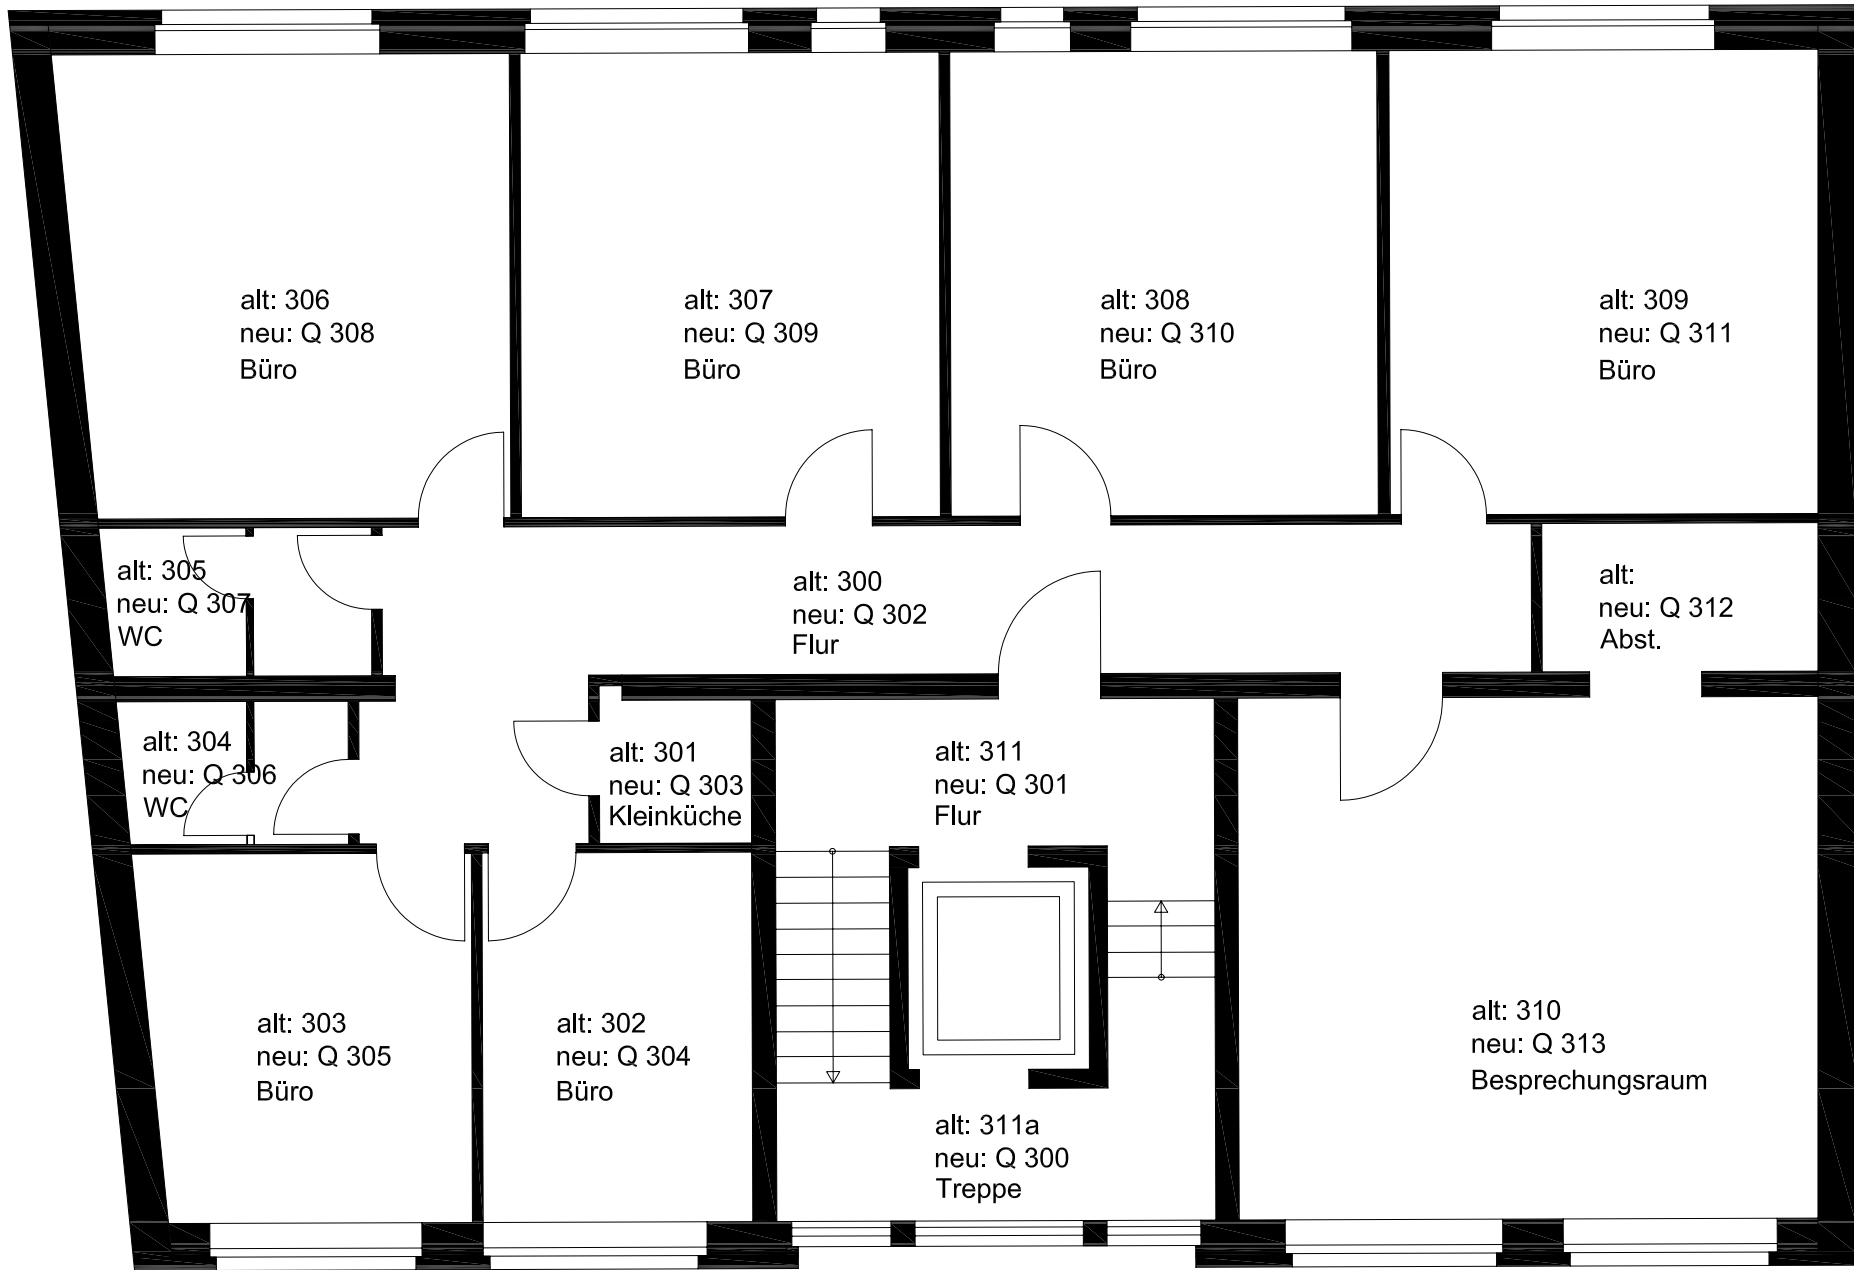 alt: 306
neu: Q 308
Büro
alt: 307
neu: Q 309
Büro
alt: 308
neu: Q 310
Büro
alt: 309
neu: Q 311
Büro
alt: 305
neu: Q 307
WC
alt: 300
neu: Q 302
Flur
alt:
neu: Q 312
Abst.
alt: 304
neu: Q 306
WC
alt: 301
neu: Q 303
Kleinküche
alt: 311
neu: Q 301
Flur
alt: 303
neu: Q 305
Büro
alt: 302
neu: Q 304
Büro
alt: 310
neu: Q 313
Besprechungsraum
alt: 311a
neu: Q 300
Treppe